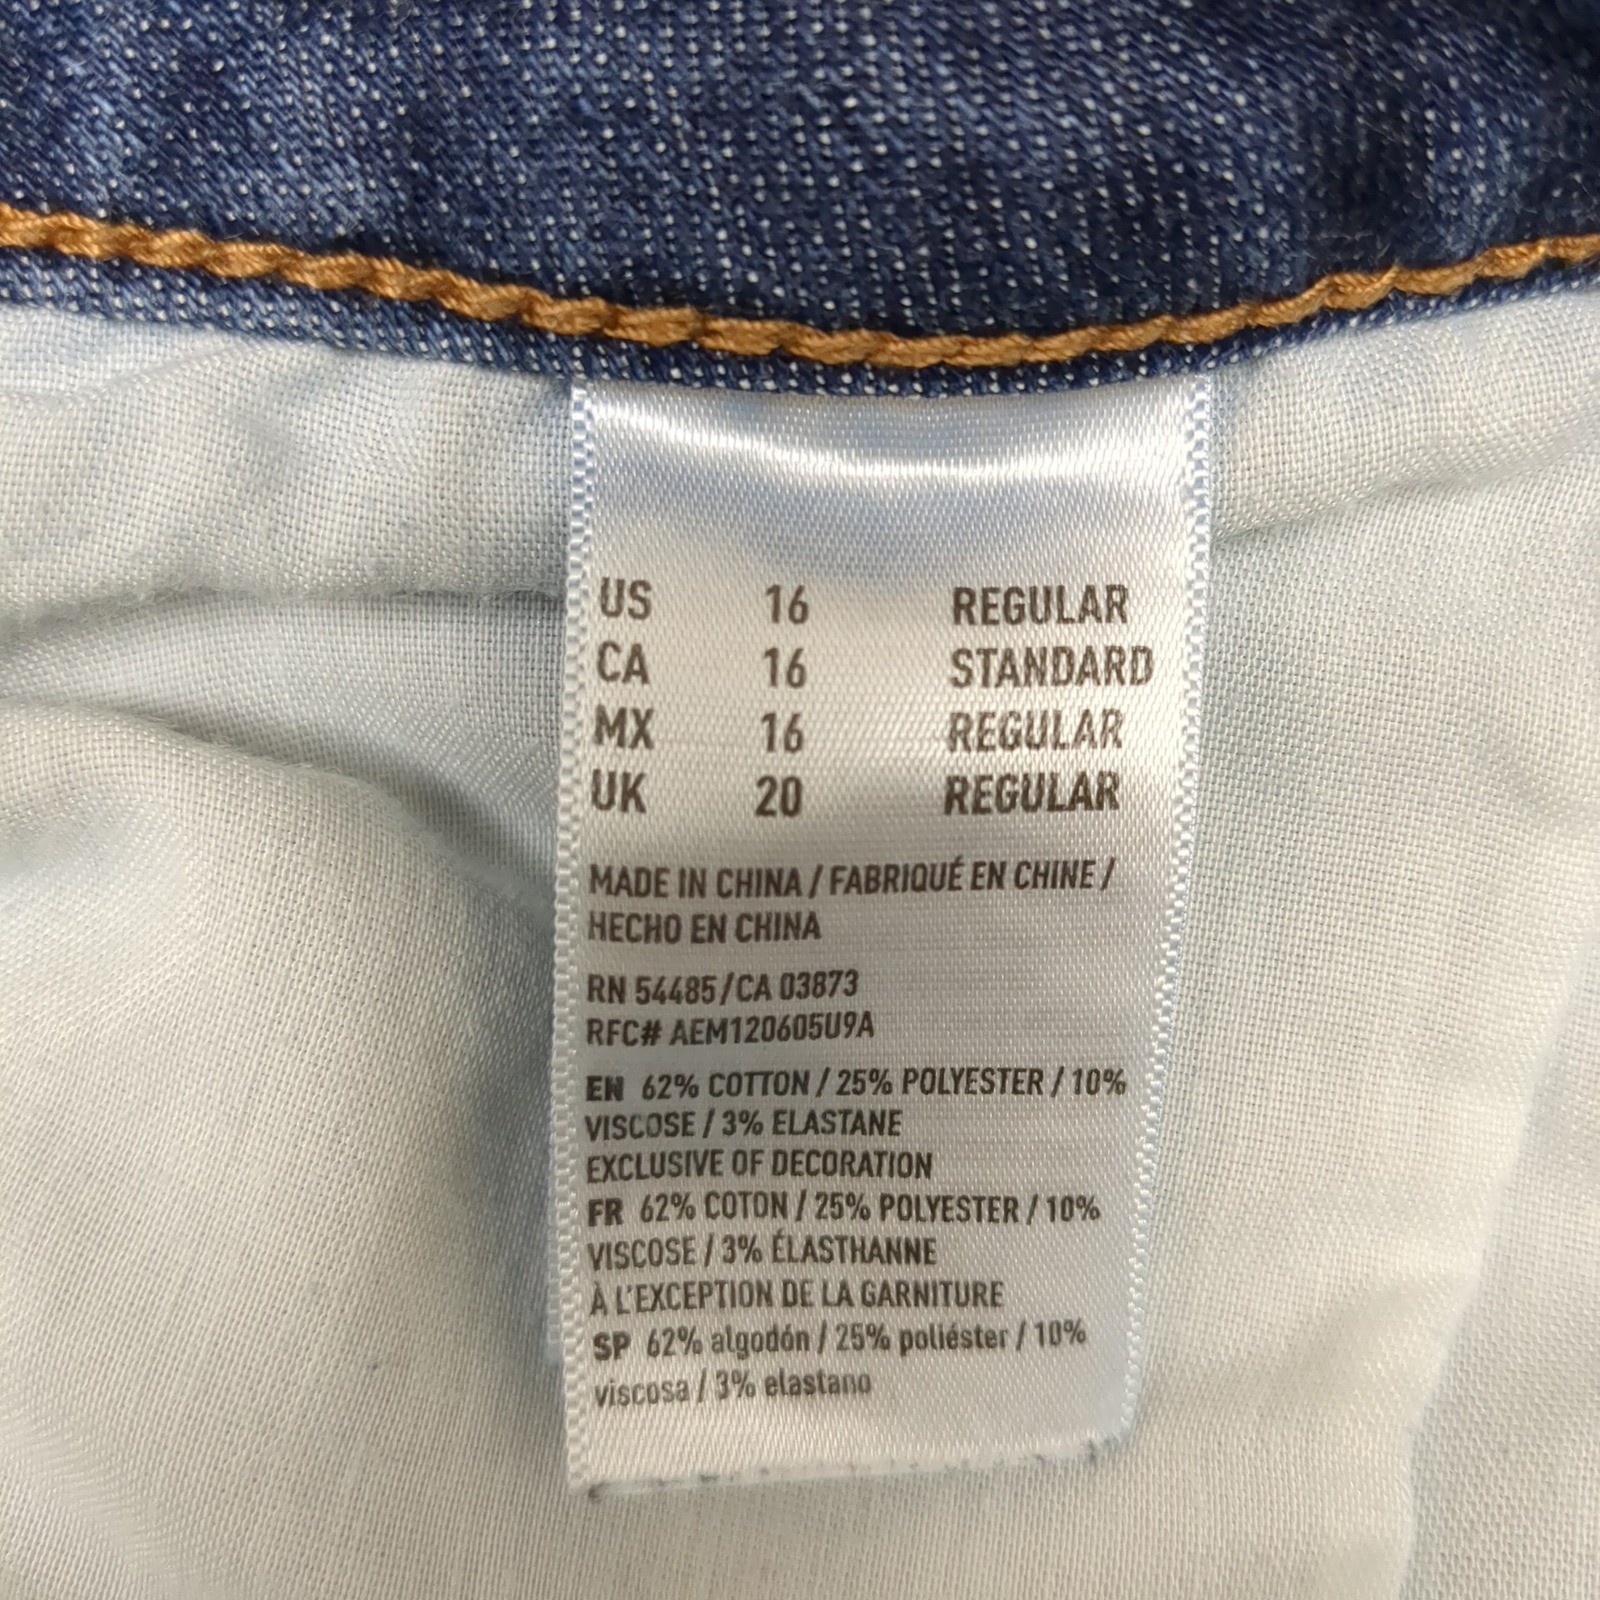 US 16 REGULAR
CA 16 STANDARD
MX 16 REGULAR
UK 20 REGULAR
MADE IN CHINA / FABRIQUÉ EN CHINE /
HECHO EN CHINA
RN 54485/CA 03873
RFC# AEM120605U9A
EN 62% COTTON / 25% POLYESTER / 10%
VISCOSE / 3% ELASTANE
EXCLUSIVE OF DECORATION
FR 62% COTON / 25% POLYESTER / 10%
VISCOSE / 3% ÉLASTHANNE
À L'EXCEPTION DE LA GARNITURE
SP 62% algodón / 25% poliéster / 10%
viscosa / 3% elastano